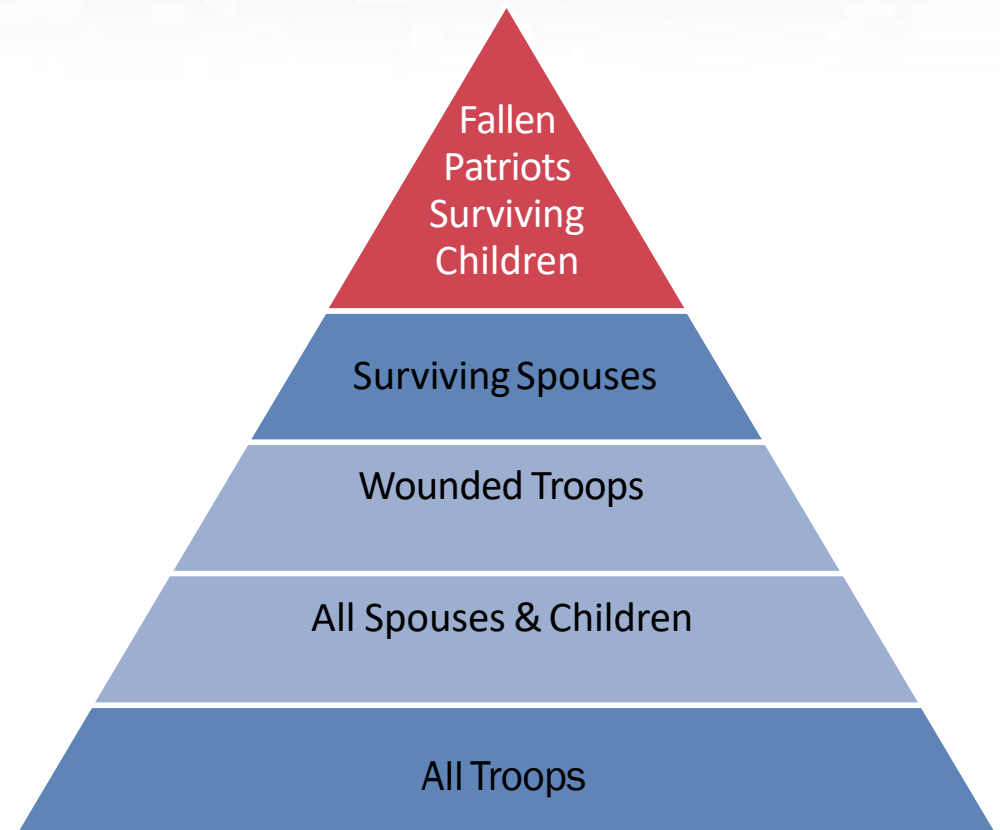 Fallen
Patriots
Surviving
Children
Surviving Spouses
Wounded Troops
All Spouses & Children
All Troops